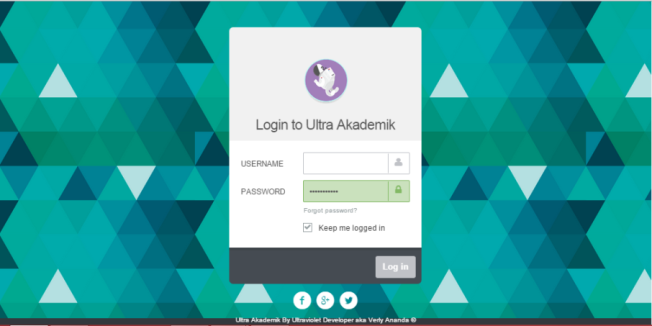 Login to Ultra Akademik
USERNAME
PASSWORD
Forgot password?
Keep me logged in
Log in
Ultra Akademik By Ultraviolet Developer aka Verly Ananda ©